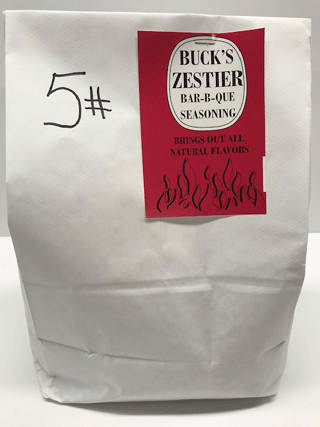 5#
BUCK'S
ZESTIER
BAR-B-QUE
SEASONING
BRINGS OUT ALL
NATURAL FLAVORS